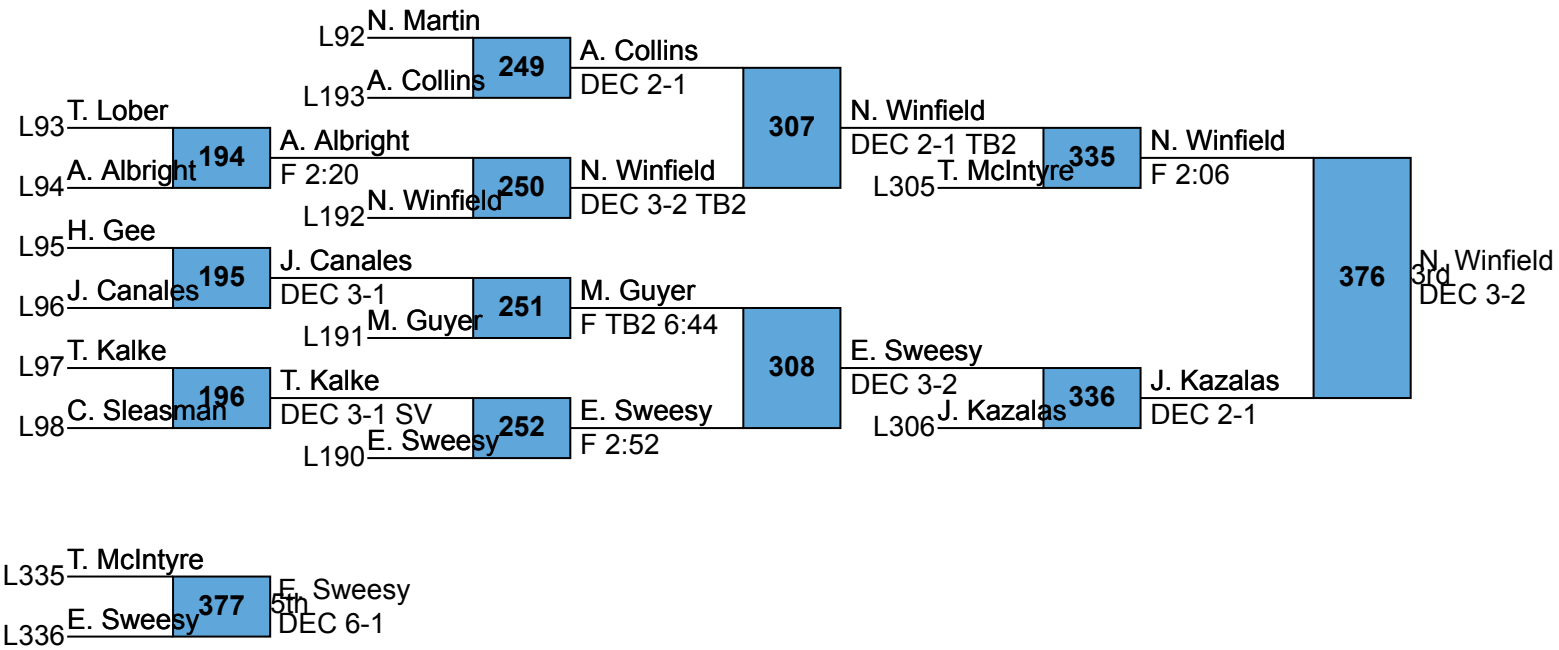 L92 N. Martin
249
L193 A. Collins
A. Collins
DEC 2-1
L93 T. Lober
194
L94 A. Albright
A. Albright
F 2:20
250
L192 N. Winfield
N. Winfield
DEC 3-2 TB2
307
N. Winfield
DEC 2-1 TB2
L305 T. McIntyre
335
N. Winfield
F 2:06
L95 H. Gee
195
L96 J. Canales
J. Canales
DEC 3-1
251
L191 M. Guyer
M. Guyer
F TB2 6:44
L97 T. Kalke
196
L98 C. Sleasman
T. Kalke
DEC 3-1 SV
252
L190 E. Sweesy
E. Sweesy
F 2:52
308
E. Sweesy
DEC 3-2
L306 J. Kazalas
336
J. Kazalas
DEC 2-1
376
3rd
N. Winfield
DEC 3-2
L335 T. McIntyre
377
L336 E. Sweesy
5th
E. Sweesy
DEC 6-1